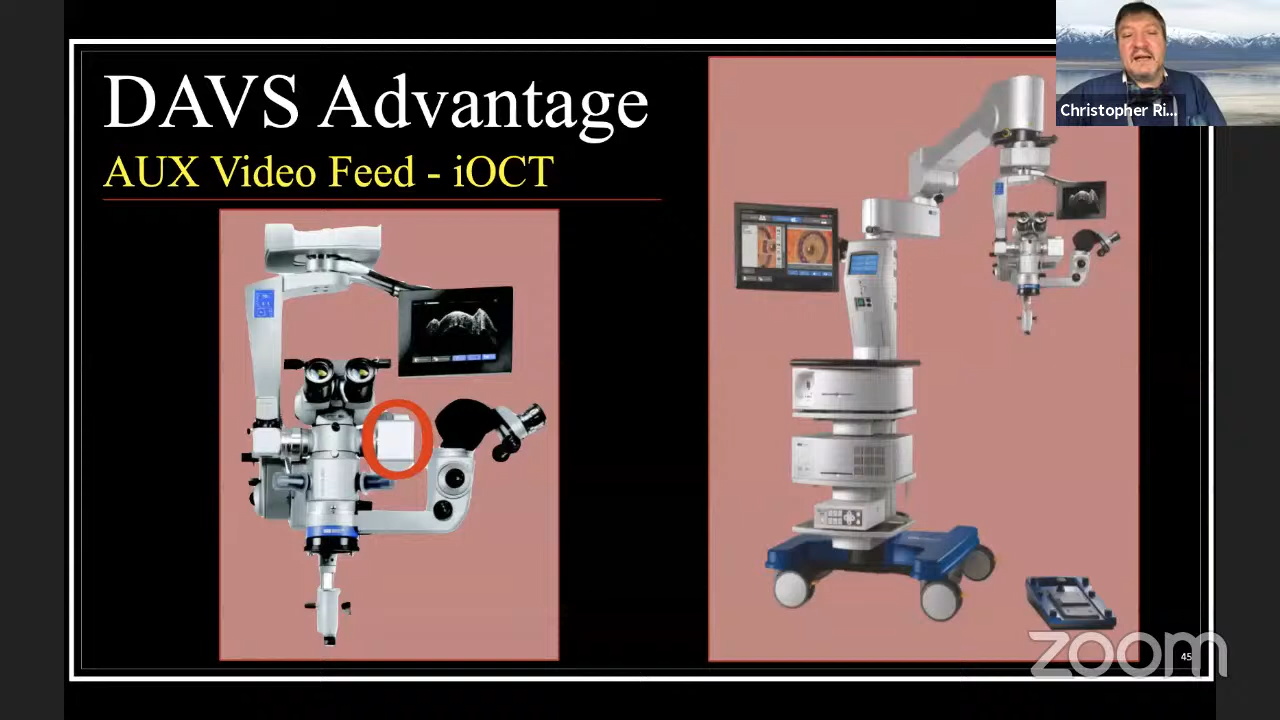 DAVS Advantage
AUX Video Feed - iOCT
Christopher Ri...
45
zoom